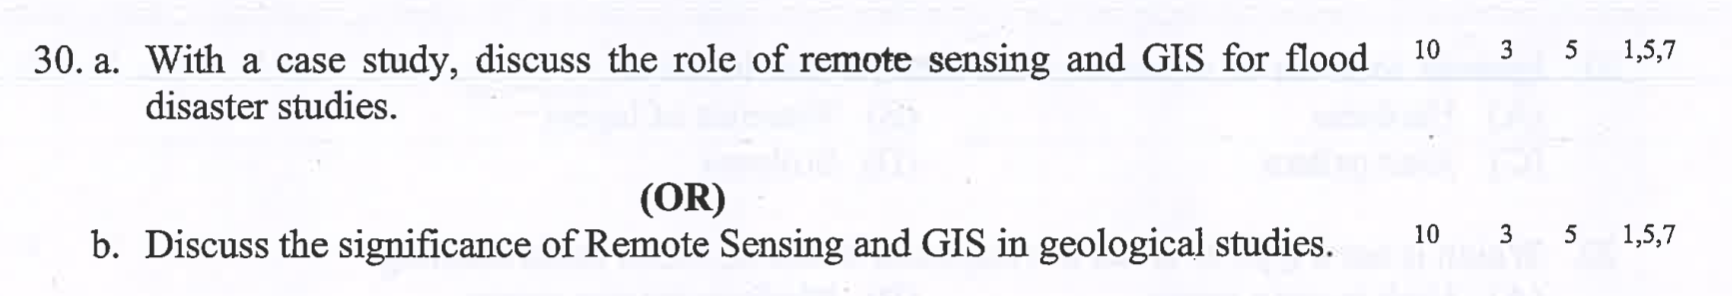 30. a. With a case study, discuss the role of remote sensing and GIS for flood 10 3 5 1,5,7
disaster studies.
(OR)
b. Discuss the significance of Remote Sensing and GIS in geological studies. 10 3 5 1,5,7